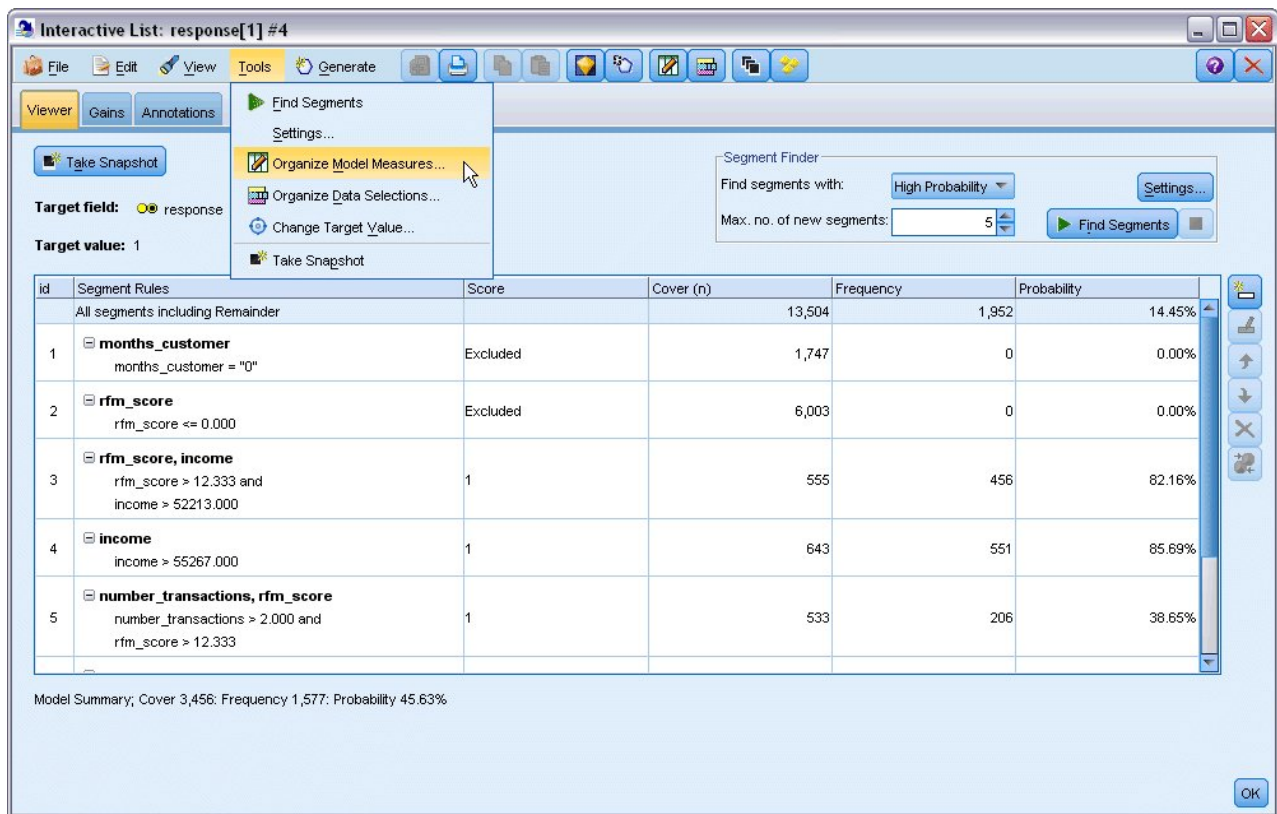 Interactive List: response[1] #4
File Edit View Tools Generate
Viewer Gains Annotations
Find Segments
Settings...
Organize Model Measures...
Organize Data Selections...
Change Target Value...
Take Snapshot
Take Snapshot
Target field: response
Target value: 1
Segment Finder
Find segments with: High Probability Settings...
Max. no. of new segments: 5 Find Segments
id Segment Rules Score Cover (n) Frequency Probability
All segments including Remainder 13,504 1,952 14.45%
1 months_customer Excluded 1,747 0 0.00%
months_customer = "0"
2 rfm_score Excluded 6,003 0 0.00%
rfm_score <= 0.000
rfm_score, income
3 rfm_score > 12.333 and 1 555 456 82.16%
income > 52213.000
4 income 1 643 551 85.69%
income > 55267.000
number_transactions, rfm_score
5 number_transactions > 2.000 and 1 533 206 38.65%
rfm_score > 12.333
Model Summary; Cover 3,456: Frequency 1,577: Probability 45.63%
OK